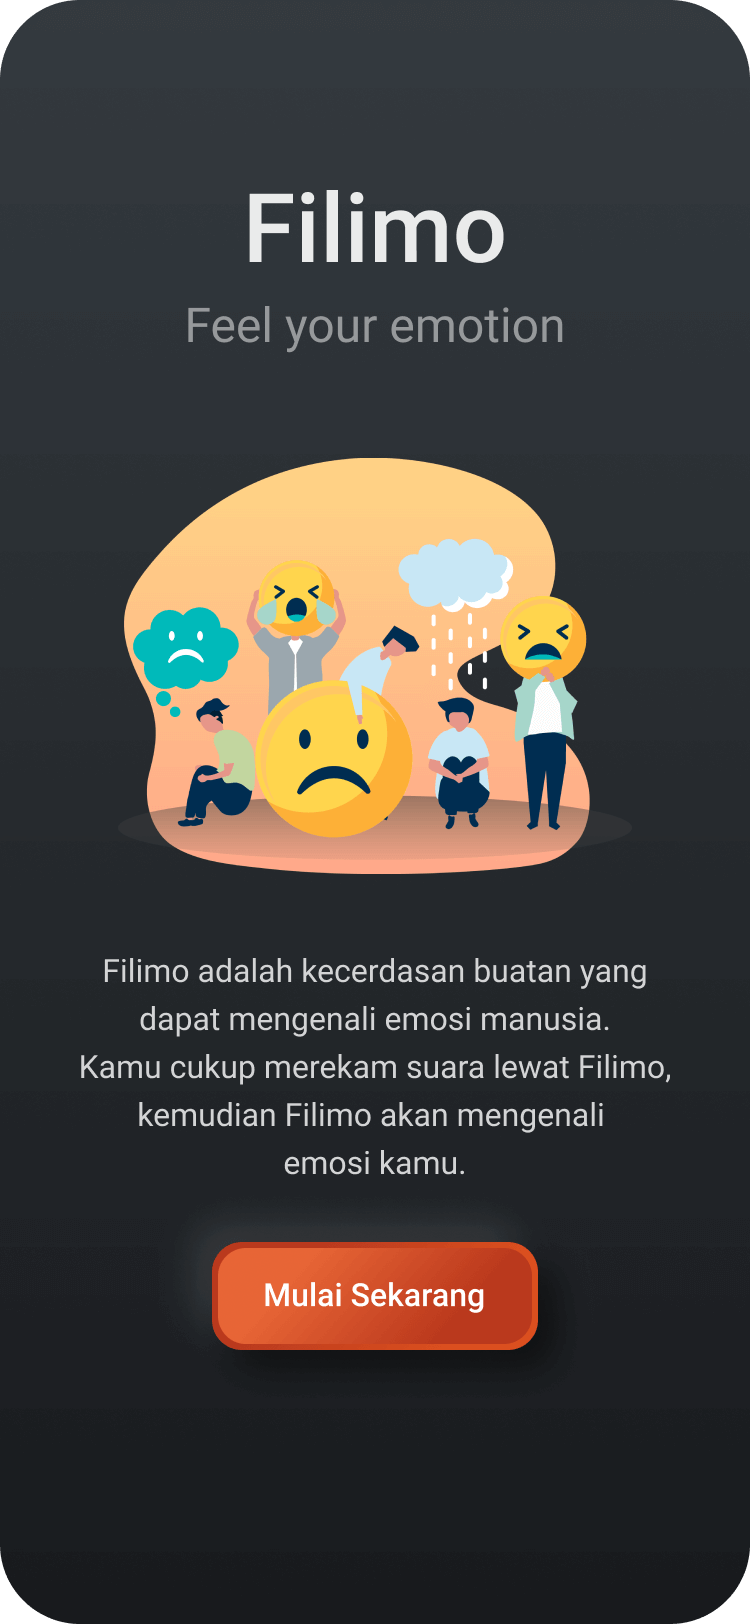 Filimo
Feel your emotion
Filimo adalah kecerdasan buatan yang
dapat mengenali emosi manusia.
Kamu cukup merekam suara lewat Filimo,
kemudian Filimo akan mengenali
emosi kamu.
Mulai Sekarang